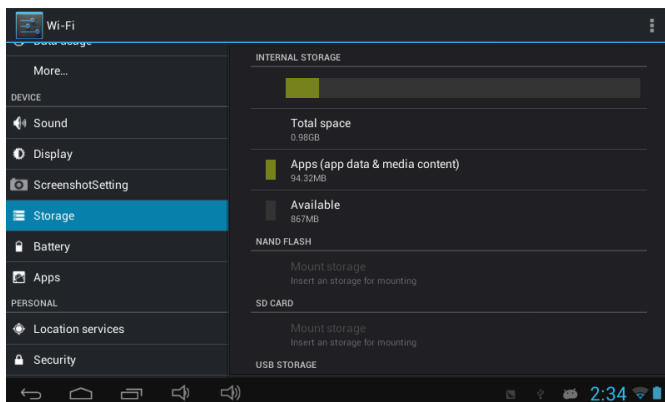 Wi-Fi
Data usage
More...
DEVICE
Sound
Display
ScreenshotSetting
Storage
Battery
Apps
PERSONAL
Location services
Security
INTERNAL STORAGE
Total space
0.98GB
Apps (app data & media content)
94.32MB
Available
867MB
NAND FLASH
Mount storage
Insert an storage for mounting
SD CARD
Mount storage
Insert an storage for mounting
USB STORAGE
2:34